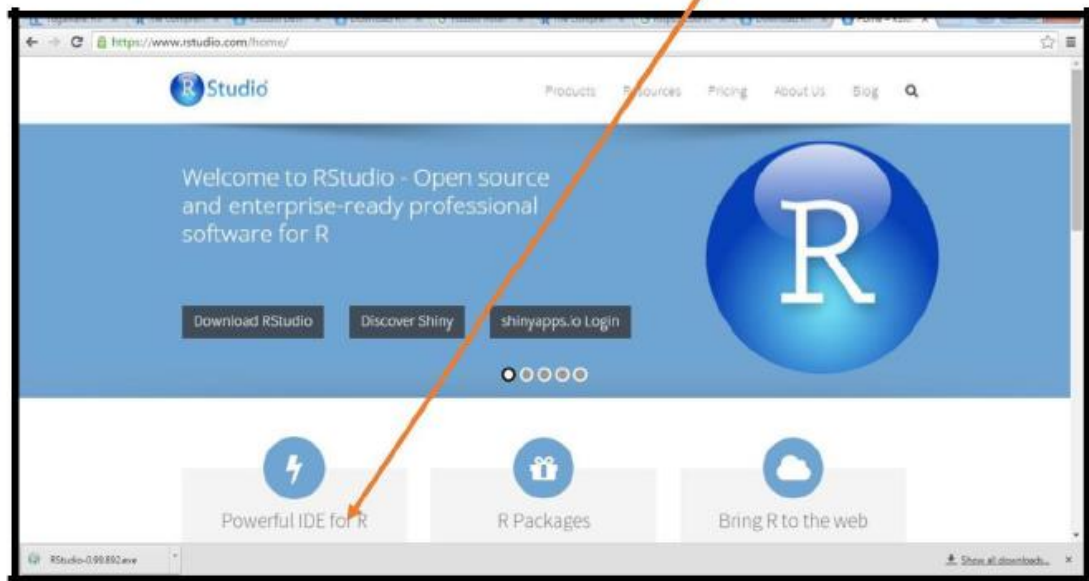 https://www.rstudio.com/home/
R Studio
Products Resources Pricing About Us Blog
Welcome to RStudio - Open source
and enterprise-ready professional
software for R
R
Download RStudio Discover Shiny shinyapps.io Login
Powerful IDE for R R Packages Bring R to the web
RStudio-0.99.892.exe Show all downloads...